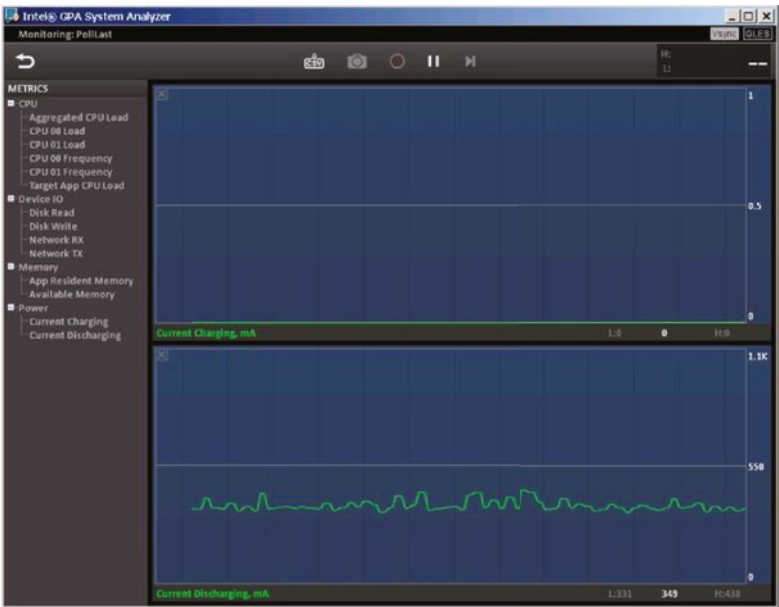 Intel® GPA System Analyzer
Monitoring: PollLast
Vsync GLES
CSV
H:
L:
--
METRICS
CPU
Aggregated CPU Load
CPU 00 Load
CPU 01 Load
CPU 00 Frequency
CPU 01 Frequency
Target App CPU Load
Device IO
Disk Read
Disk Write
Network RX
Network TX
Memory
App Resident Memory
Available Memory
Power
Current Charging
Current Discharging
1
0.5
0
Current Charging, mA L:0 0 H:0
1.1K
550
0
Current Discharging, mA L:331 349 H:438